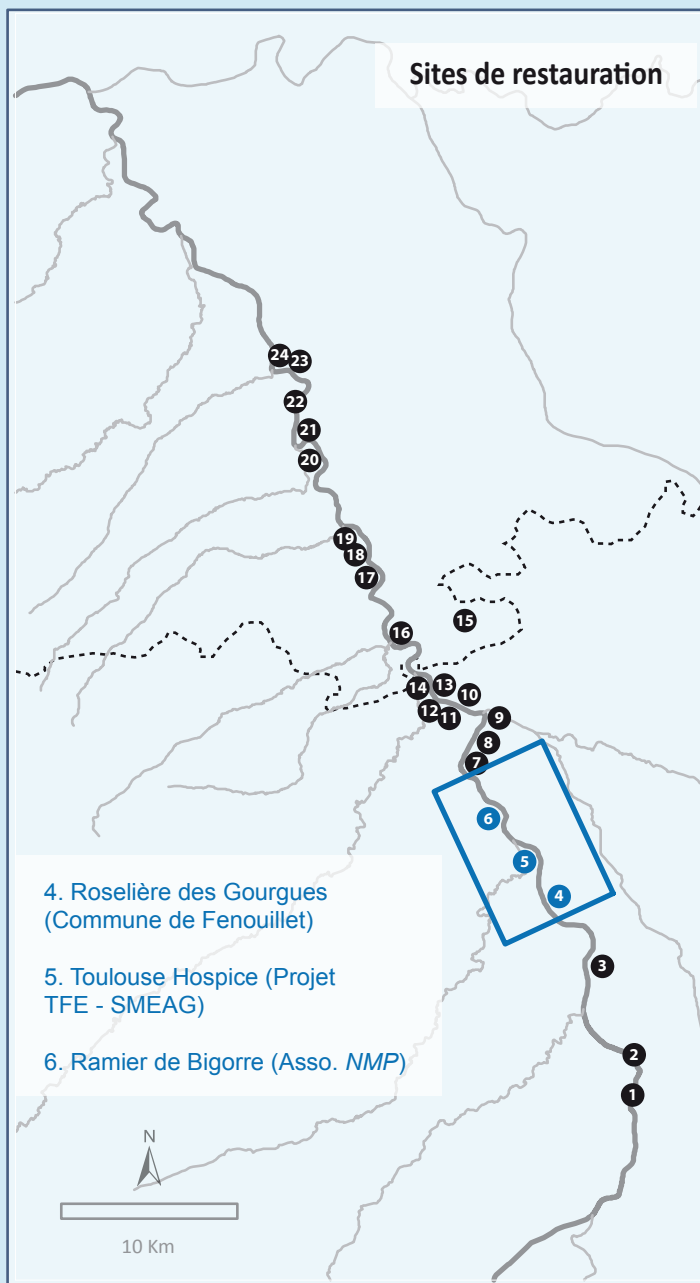 Sites de restauration
24 23
22
21
20
19
18
17
16
15
14 13 10
12 11 9
8
7
6
5
4
3
2
1
4. Roselière des Gourgues
(Commune de Fenouillet)
5. Toulouse Hospice (Projet
TFE - SMEAG)
6. Ramier de Bigorre (Asso. NMP)
N
10 Km